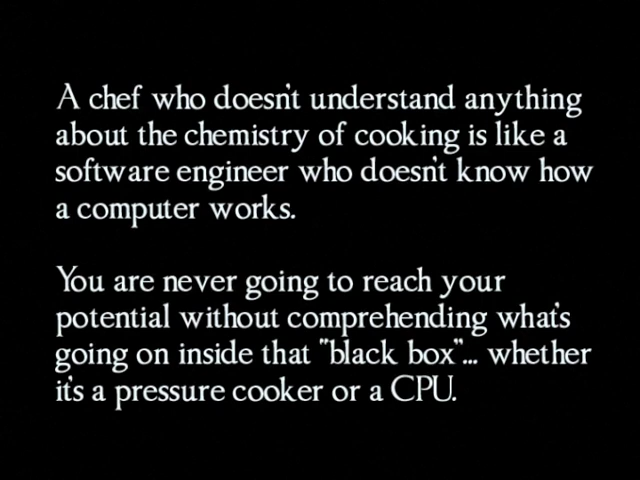 A chef who doesn't understand anything
about the chemistry of cooking is like a
software engineer who doesn't know how
a computer works.
You are never going to reach your
potential without comprehending what's
going on inside that "black box"... whether
it's a pressure cooker or a CPU.